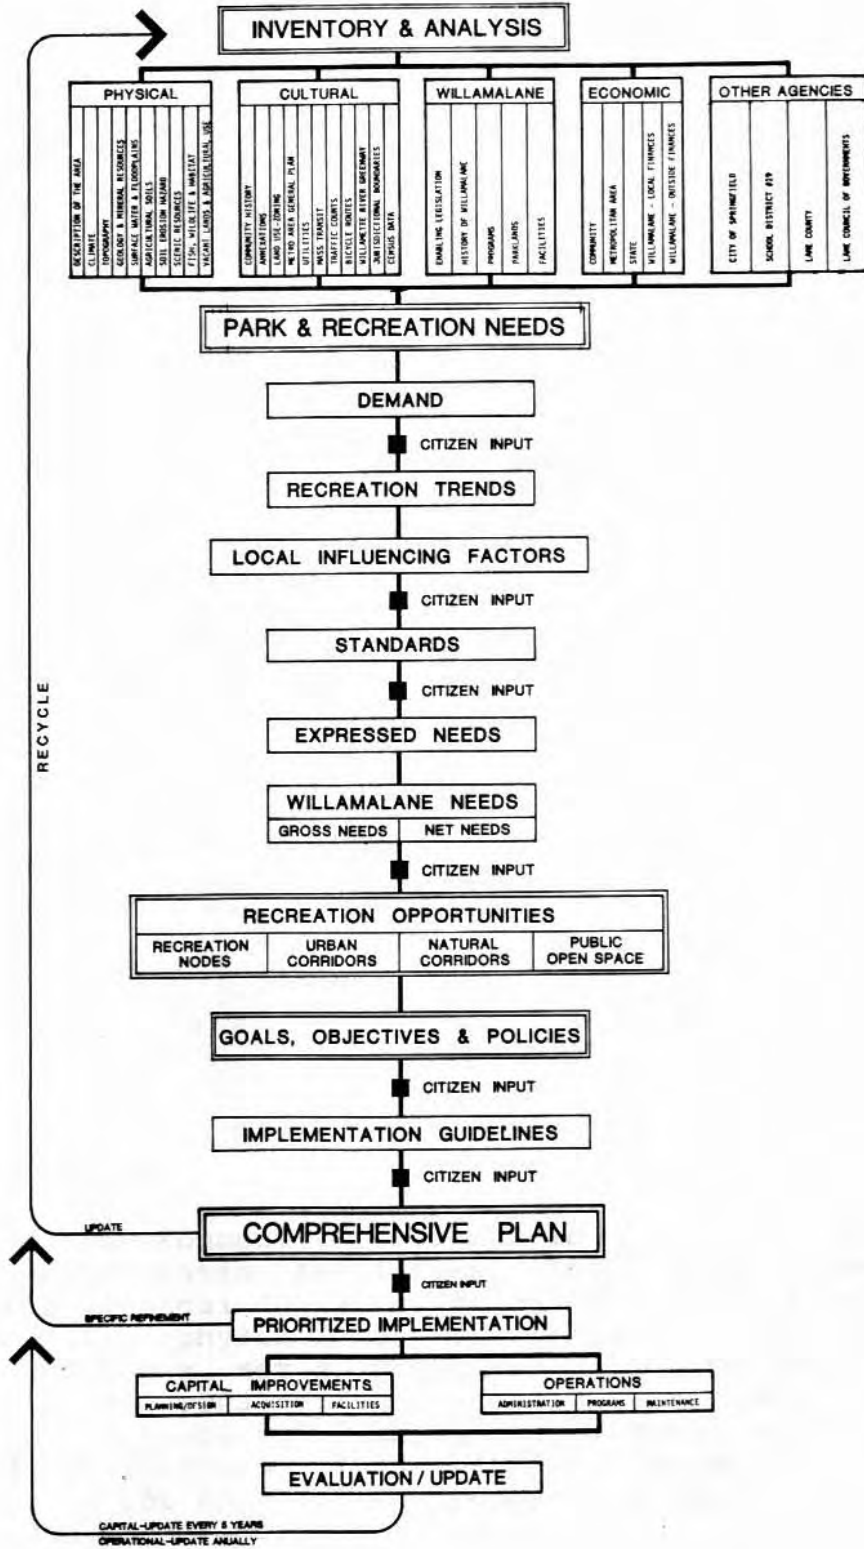 INVENTORY & ANALYSIS
PHYSICAL
DESCRIPTION OF THE AREA
CLIMATE
TOPOGRAPHY
GEOLOGY & MINERAL RESOURCES
SURFACE WATER & FLOODPLAINS
AGRICULTURAL SOILS
SOIL EROSION HAZARD
SCENIC RESOURCES
FISH, WILDLIFE & HABITAT
VACANT LANDS & AGRICULTURAL USE
CULTURAL
COMMUNITY HISTORY
ANNEXATIONS
LAND USE-ZONING
METRO AREA GENERAL PLAN
UTILITIES
MASS TRANSIT
TRAFFIC COUNTS
BICYCLE ROUTES
WILLAMETTE RIVER GREENWAY
JURISDICTIONAL BOUNDARIES
CENSUS DATA
WILLAMALANE
ENABLING LEGISLATION
HISTORY OF WILLAMALANE
PROGRAMS
PARKLANDS
FACILITIES
ECONOMIC
COMMUNITY
METROPOLITAN AREA
STATE
WILLAMALANE - LOCAL FINANCES
WILLAMALANE - OUTSIDE FINANCES
OTHER AGENCIES
CITY OF SPRINGFIELD
SCHOOL DISTRICT #19
LANE COUNTY
LANE COUNCIL OF GOVERNMENTS
PARK & RECREATION NEEDS
DEMAND
CITIZEN INPUT
RECREATION TRENDS
LOCAL INFLUENCING FACTORS
CITIZEN INPUT
STANDARDS
CITIZEN INPUT
EXPRESSED NEEDS
RECYCLE
WILLAMALANE NEEDS
GROSS NEEDS NET NEEDS
CITIZEN INPUT
RECREATION OPPORTUNITIES
RECREATION NODES
URBAN CORRIDORS
NATURAL CORRIDORS
PUBLIC OPEN SPACE
GOALS, OBJECTIVES & POLICIES
CITIZEN INPUT
IMPLEMENTATION GUIDELINES
CITIZEN INPUT
UPDATE
COMPREHENSIVE PLAN
CITIZEN INPUT
SPECIFIC REFINEMENT
PRIORITIZED IMPLEMENTATION
CAPITAL IMPROVEMENTS
PLANNING/DESIGN ACQUISITION FACILITIES
OPERATIONS
ADMINISTRATION PROGRAMS MAINTENANCE
EVALUATION / UPDATE
CAPITAL-UPDATE EVERY 5 YEARS
OPERATIONAL-UPDATE ANUALLY